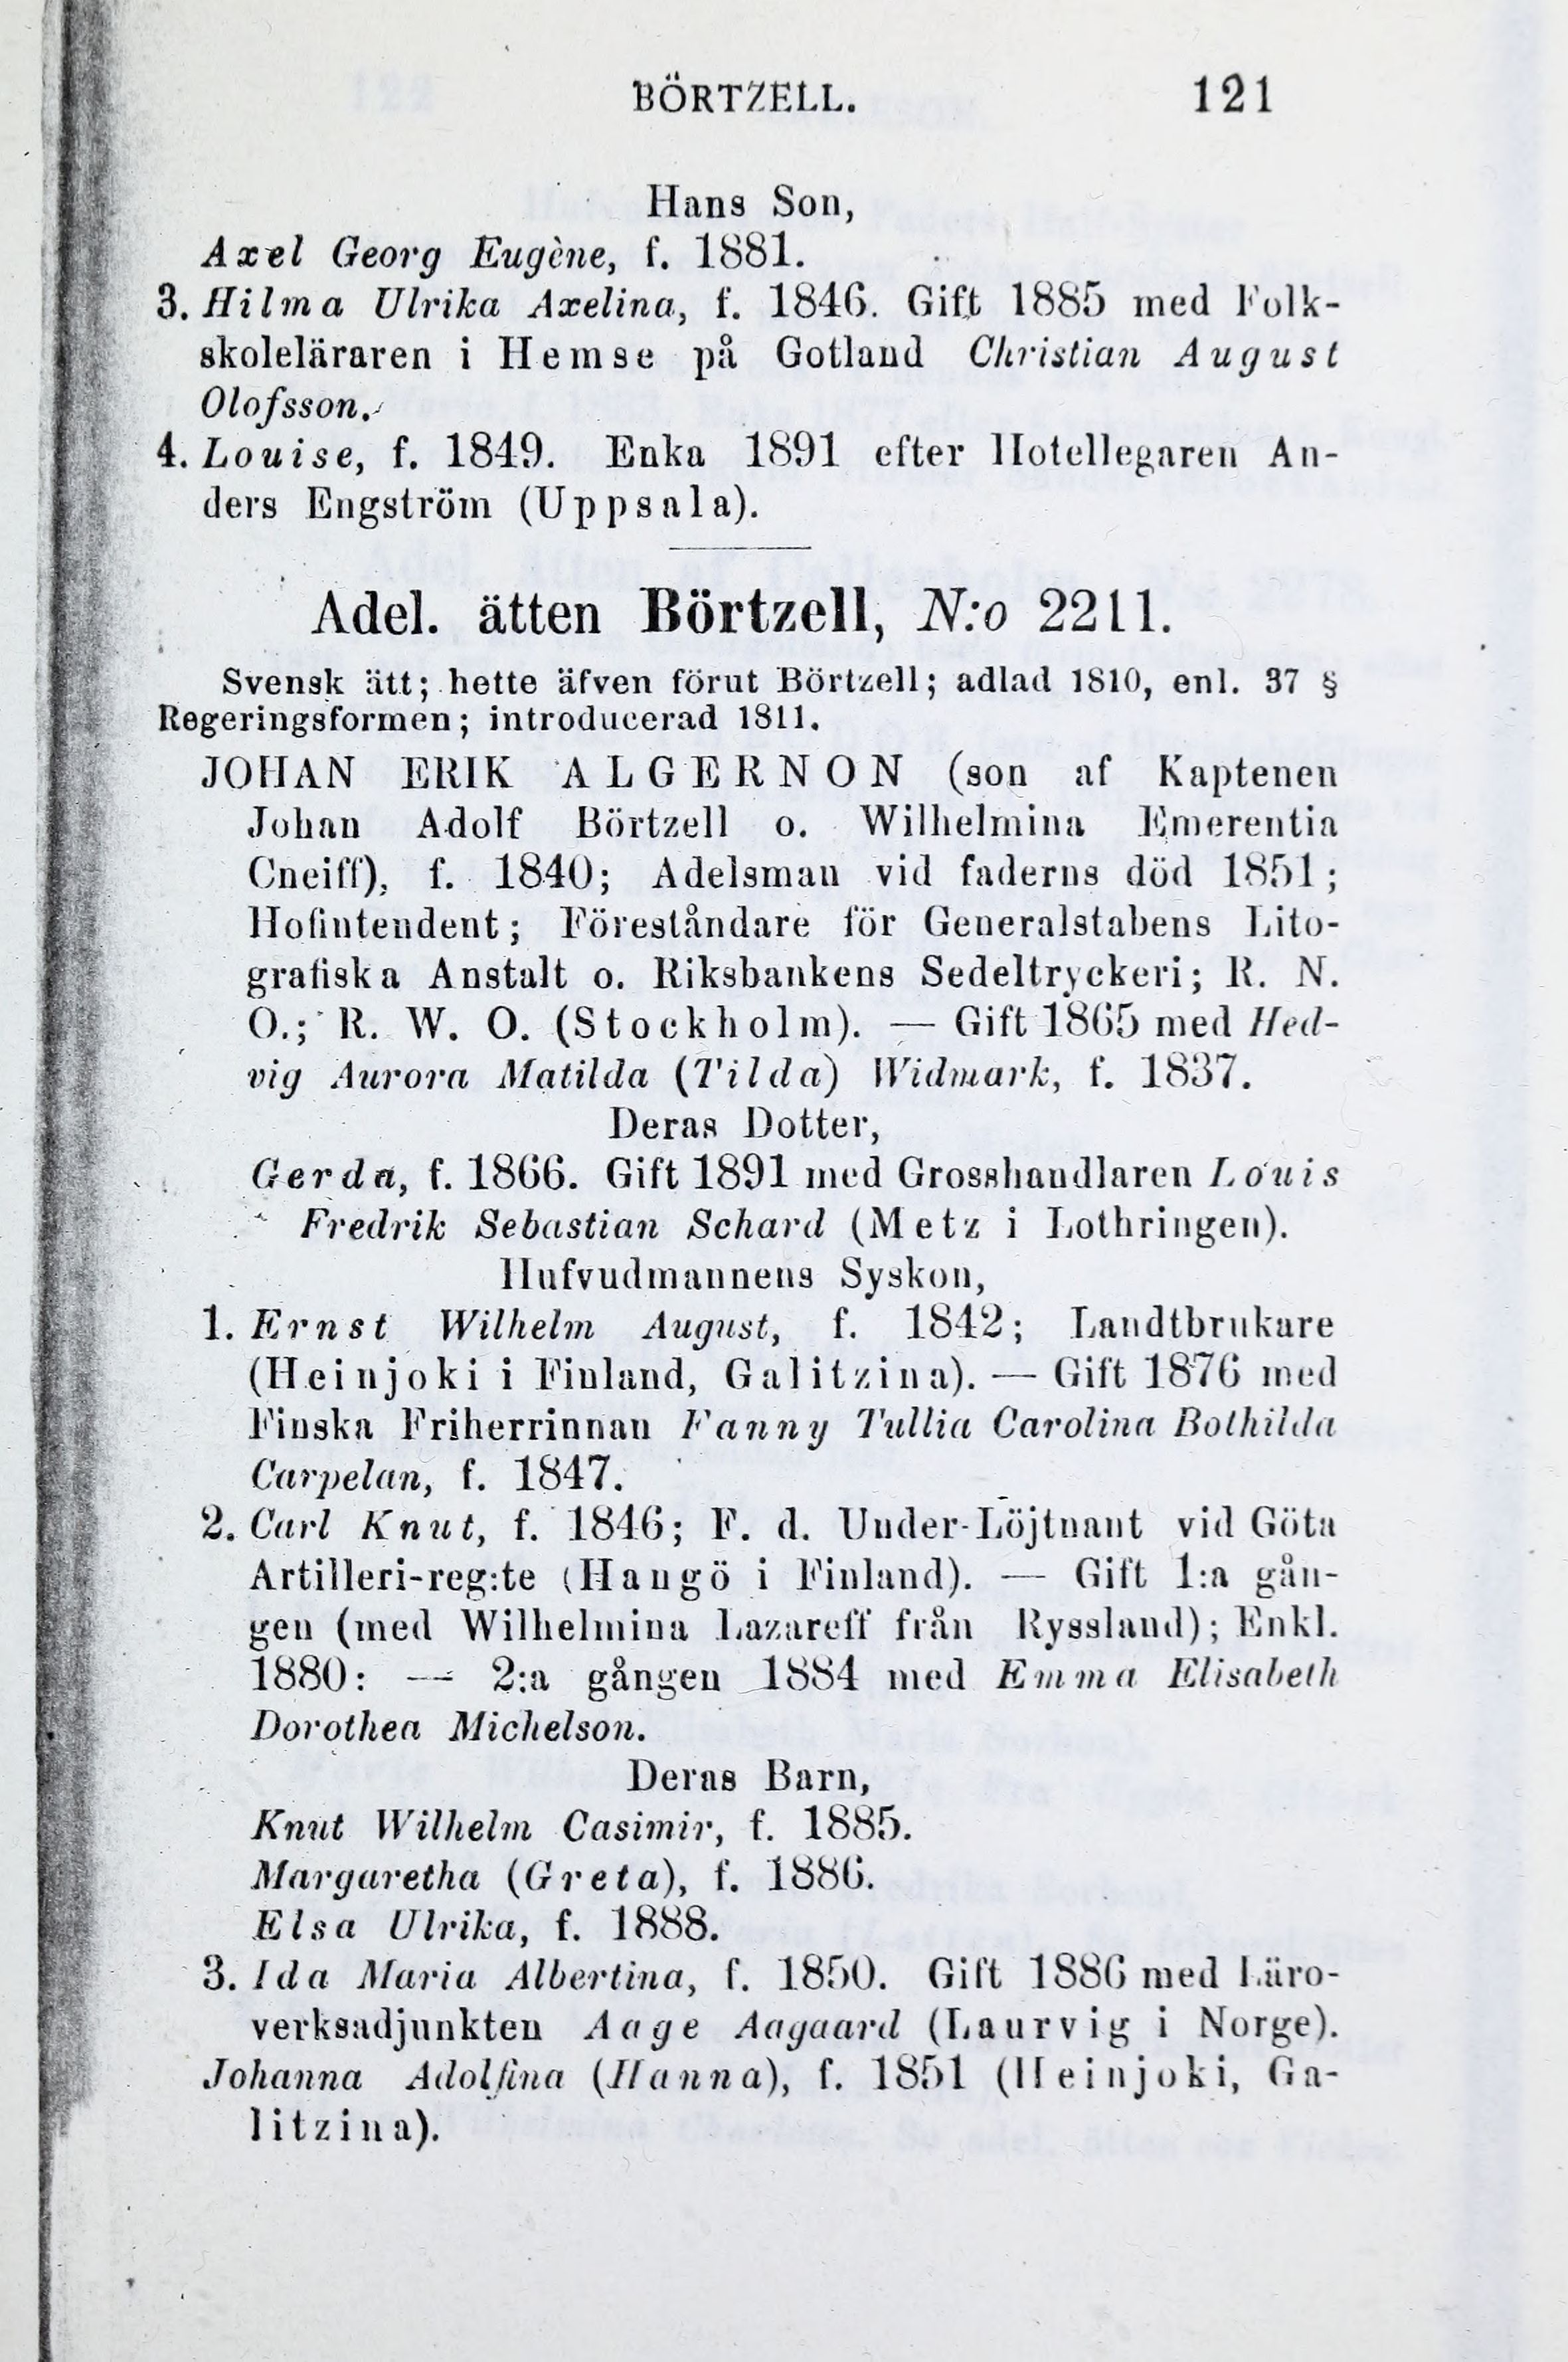 BÖRTZELL. 121
Hans Son,
Axel Georg Eugène, f. 1881.
3. Hilma Ulrika Axelina, f. 1846. Gift 1885 med Folk-
skoleläraren i Hemse på Gotland Christian August
Olofsson.
4. Louise, f. 1849. Enka 1891 efter Hotellegaren An-
ders Engström (Uppsala).
Adel. ätten Börtzell, N:o 2211.
Svensk ätt; hette äfven förut Börtzell; adlad 1810, enl. 37 §
Regeringsformen; introducerad 1811.
JOHAN ERIK ALGERNON (son af Kaptenen
Johan Adolf Börtzell o. Wilhelmina Emerentia
Cneiff), f. 1840; Adelsman vid faderns död 1851;
Hofintendent; Föreståndare för Generalstabens Lito-
grafiska Anstalt o. Riksbankens Sedeltryckeri; R. N.
O.; R. W. O. (Stockholm). — Gift 1865 med Hed-
vig Aurora Matilda (Tilda) Widmark, f. 1837.
Deras Dotter,
Gerda, f. 1866. Gift 1891 med Grosshandlaren Louis
Fredrik Sebastian Schard (Metz i Lothringen).
Hufvudmannens Syskon,
1. Ernst Wilhelm August, f. 1842; Landtbrukare
(Heinjoki i Finland, Galitzina). — Gift 1876 med
Finska Friherrinnan Fanny Tullia Carolina Bothilda
Carpelan, f. 1847.
2. Carl Knut, f. 1846; F. d. Under-Löjtnant vid Göta
Artilleri-reg:te (Hangö i Finland). — Gift 1:a gån-
gen (med Wilhelmina Lazareff från Ryssland); Enkl.
1880: — 2:a gången 1884 med Emma Elisabeth
Dorothea Michelson.
Deras Barn,
Knut Wilhelm Casimir, f. 1885.
Margaretha (Greta), f. 1886.
Elsa Ulrika, f. 1888.
3. Ida Maria Albertina, f. 1850. Gift 1886 med Läro-
verksadjunkten Aage Aagaard (Laurvig i Norge).
Johanna Adolfina (Hanna), f. 1851 (Heinjoki, Ga-
litzina).